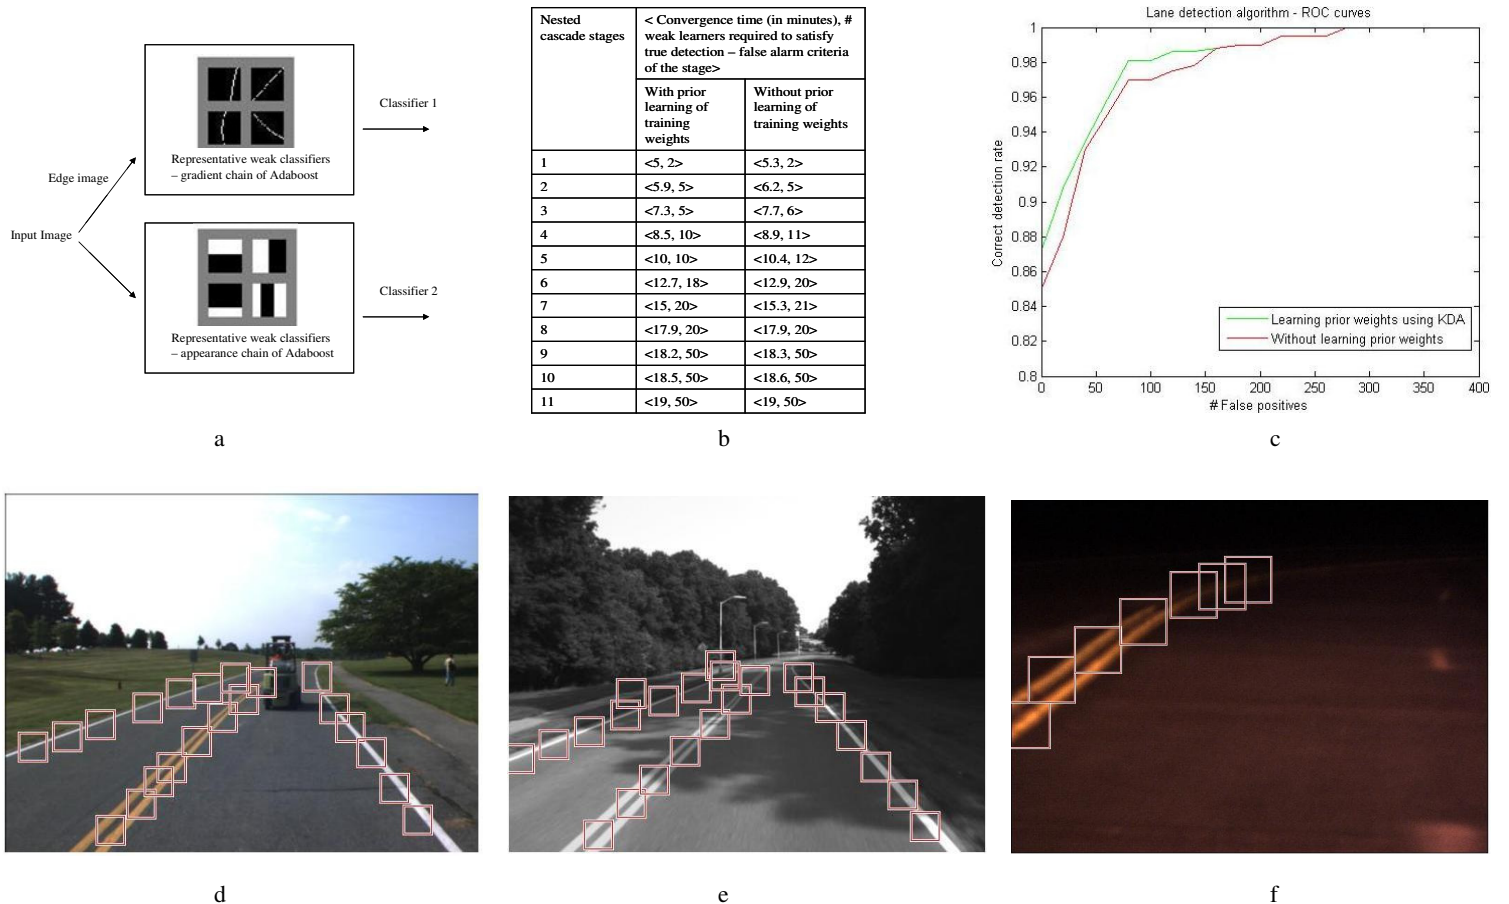 Edge image
Input Image
Representative weak classifiers
– gradient chain of Adaboost
Classifier 1
Representative weak classifiers
– appearance chain of Adaboost
Classifier 2
a
Nested
cascade stages
< Convergence time (in minutes), #
weak learners required to satisfy
true detection – false alarm criteria
of the stage>
With prior
learning of
training
weights
Without prior
learning of
training weights
1 <5, 2> <5.3, 2>
2 <5.9, 5> <6.2, 5>
3 <7.3, 5> <7.7, 6>
4 <8.5, 10> <8.9, 11>
5 <10, 10> <10.4, 12>
6 <12.7, 18> <12.9, 20>
7 <15, 20> <15.3, 21>
8 <17.9, 20> <17.9, 20>
9 <18.2, 50> <18.3, 50>
10 <18.5, 50> <18.6, 50>
11 <19, 50> <19, 50>
b
Lane detection algorithm - ROC curves
Correct detection rate
1
0.98
0.96
0.94
0.92
0.9
0.88
0.86
0.84
0.82
0.8
Learning prior weights using KDA
Without learning prior weights
0 50 100 150 200 250 300 350 400
# False positives
c
d
e
f